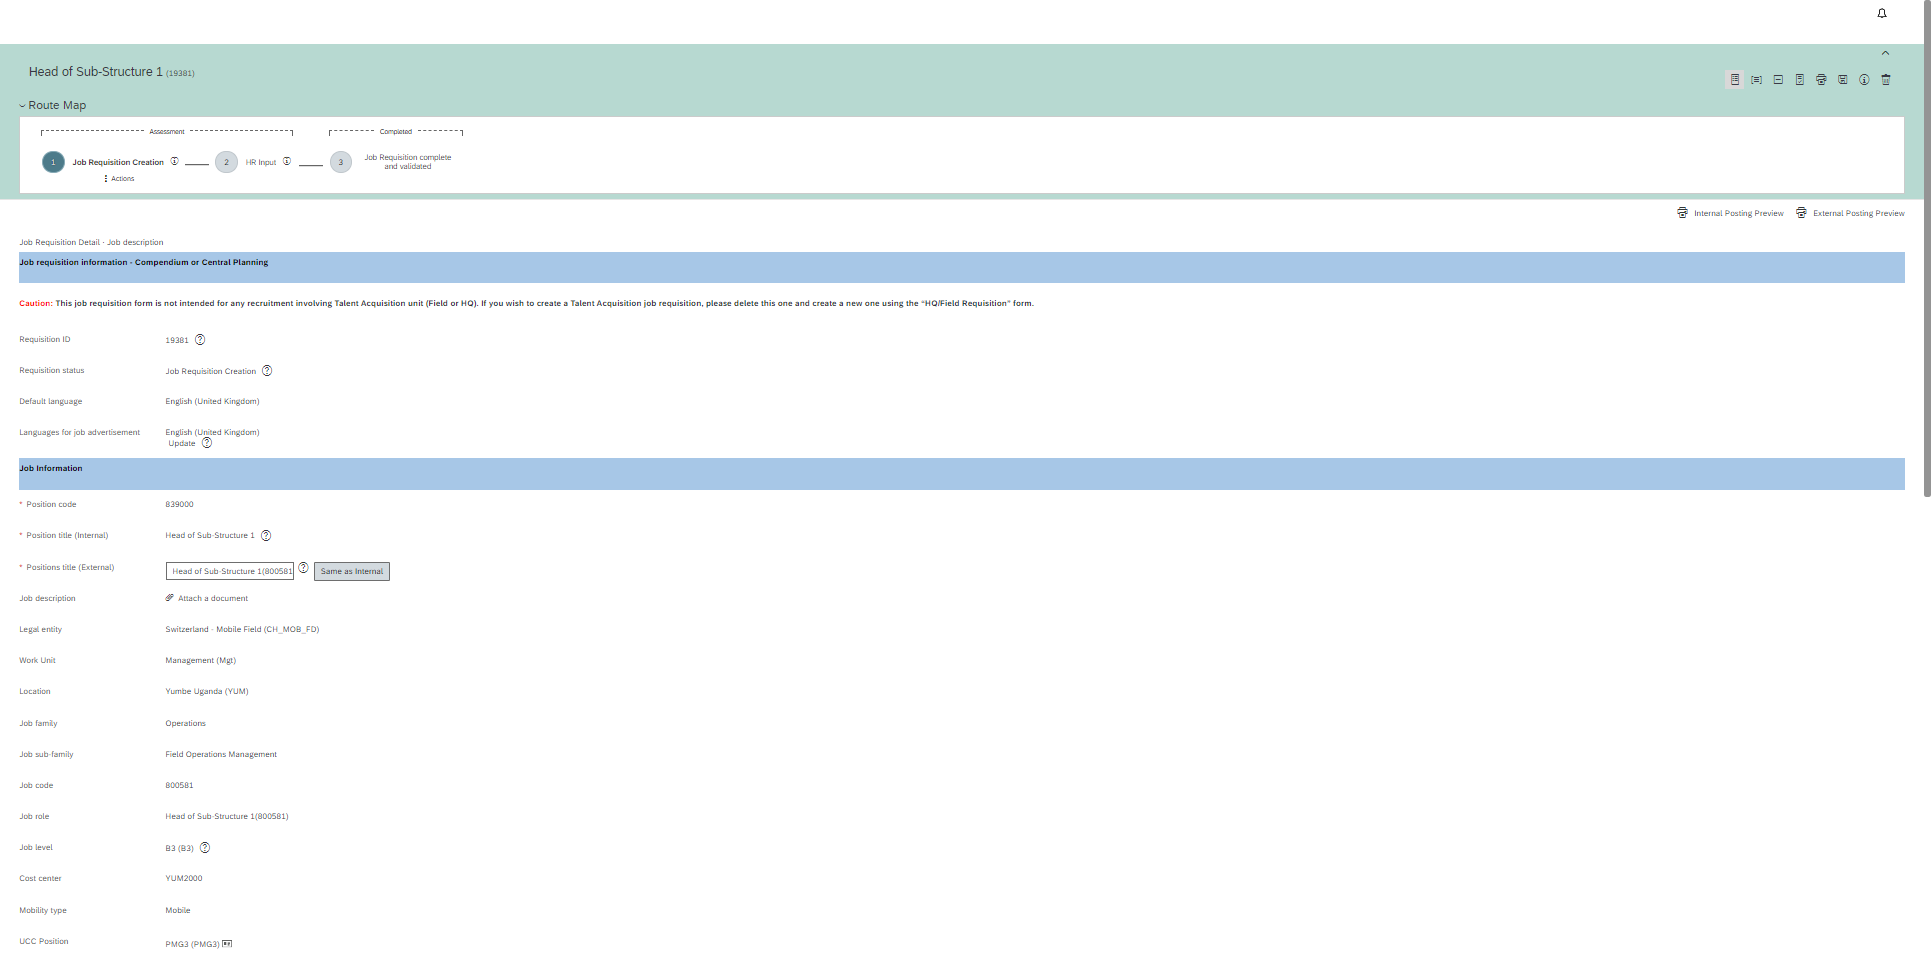 Head of Sub-Structure 1 (19381)
Route Map
Assessment
Completed
1 Job Requisition Creation
2 HR Input
3 Job Requisition complete
and validated
Actions
Internal Posting Preview External Posting Preview
Job Requisition Detail - Job description
Job requisition information - Compendium or Central Planning
Caution: This job requisition form is not intended for any recruitment involving Talent Acquisition unit (Field or HQ). If you wish to create a Talent Acquisition job requisition, please delete this one and create a new one using the "HQ/Field Requisition" form.
Requisition ID 19381
Requisition status Job Requisition Creation
Default language English (United Kingdom)
Languages for job advertisement English (United Kingdom)
Update
Job Information
* Position code 839000
* Position title (Internal) Head of Sub-Structure 1
* Positions title (External) Head of Sub-Structure 1(800581 Same as Internal
Job description Attach a document
Legal entity Switzerland - Mobile Field (CH_MOB_FD)
Work Unit Management (Mgt)
Location Yumbe Uganda (YUM)
Job family Operations
Job sub-family Field Operations Management
Job code 800581
Job role Head of Sub-Structure 1(800581)
Job level B3 (B3)
Cost center YUM2000
Mobility type Mobile
UCC Position PMG3 (PMG3)